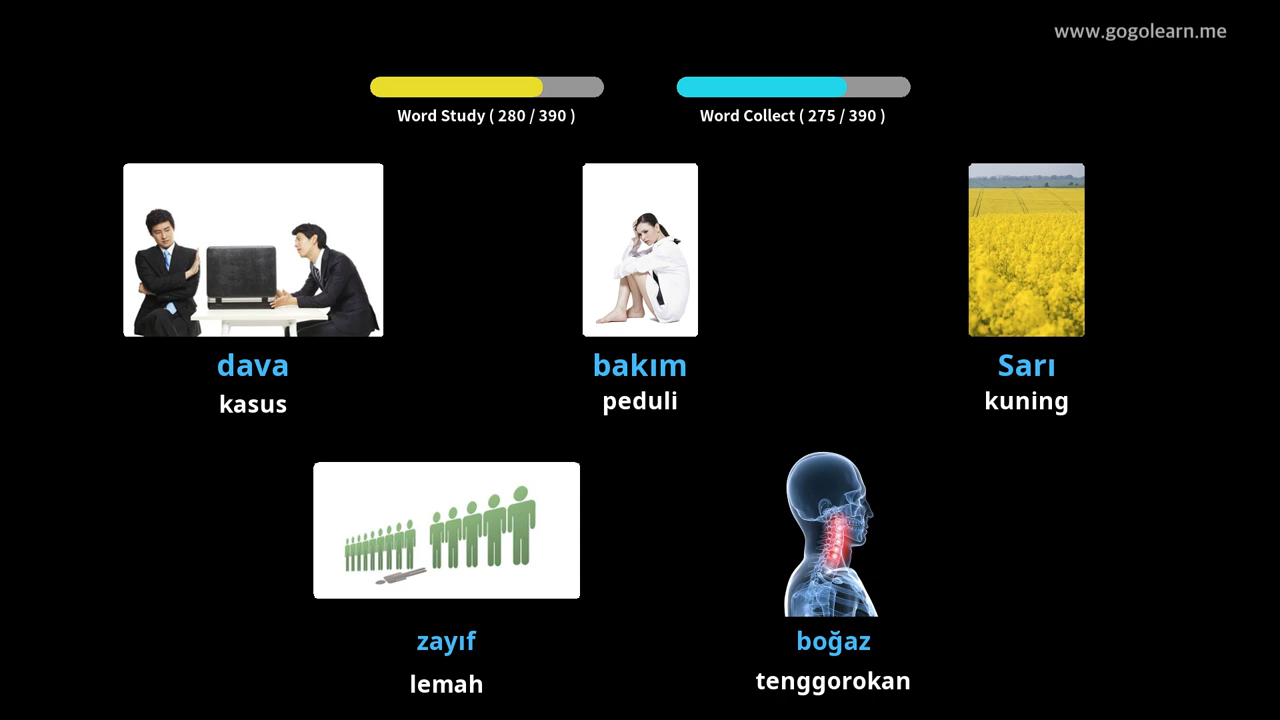 www.gogolearn.me
Word Study ( 280 / 390 )
Word Collect ( 275 / 390 )
dava
kasus
bakım
peduli
Sarı
kuning
zayıf
lemah
boğaz
tenggorokan